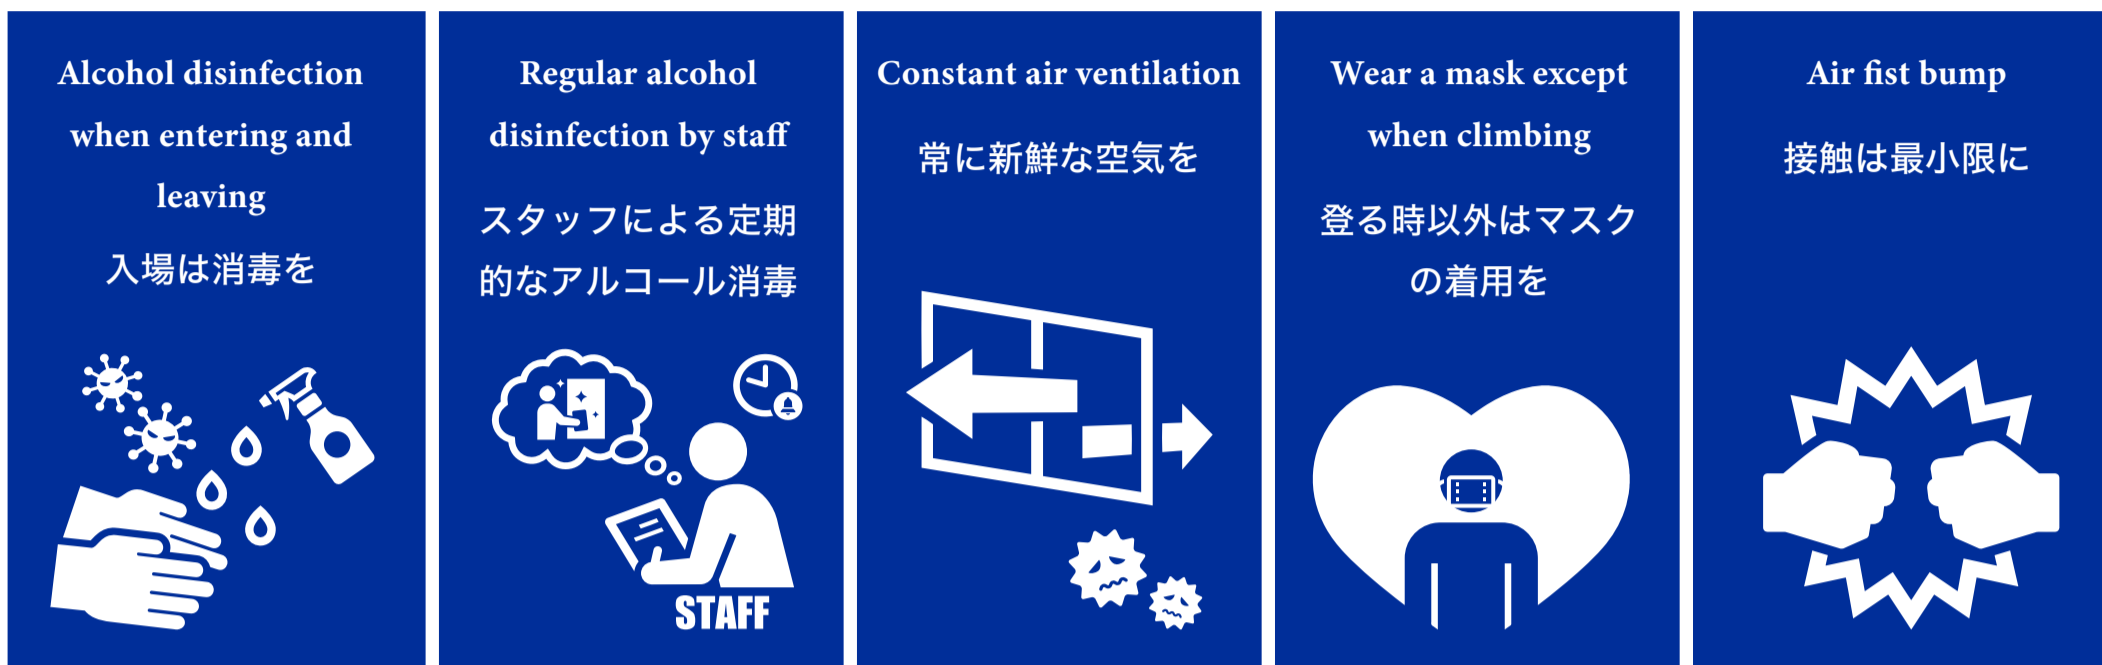 Alcohol disinfection
when entering and
leaving
入場は消毒を
Regular alcohol
disinfection by staff
スタッフによる定期
的なアルコール消毒
STAFF
Constant air ventilation
常に新鮮な空気を
Wear a mask except
when climbing
登る時以外はマスク
の着用を
Air fist bump
接触は最小限に